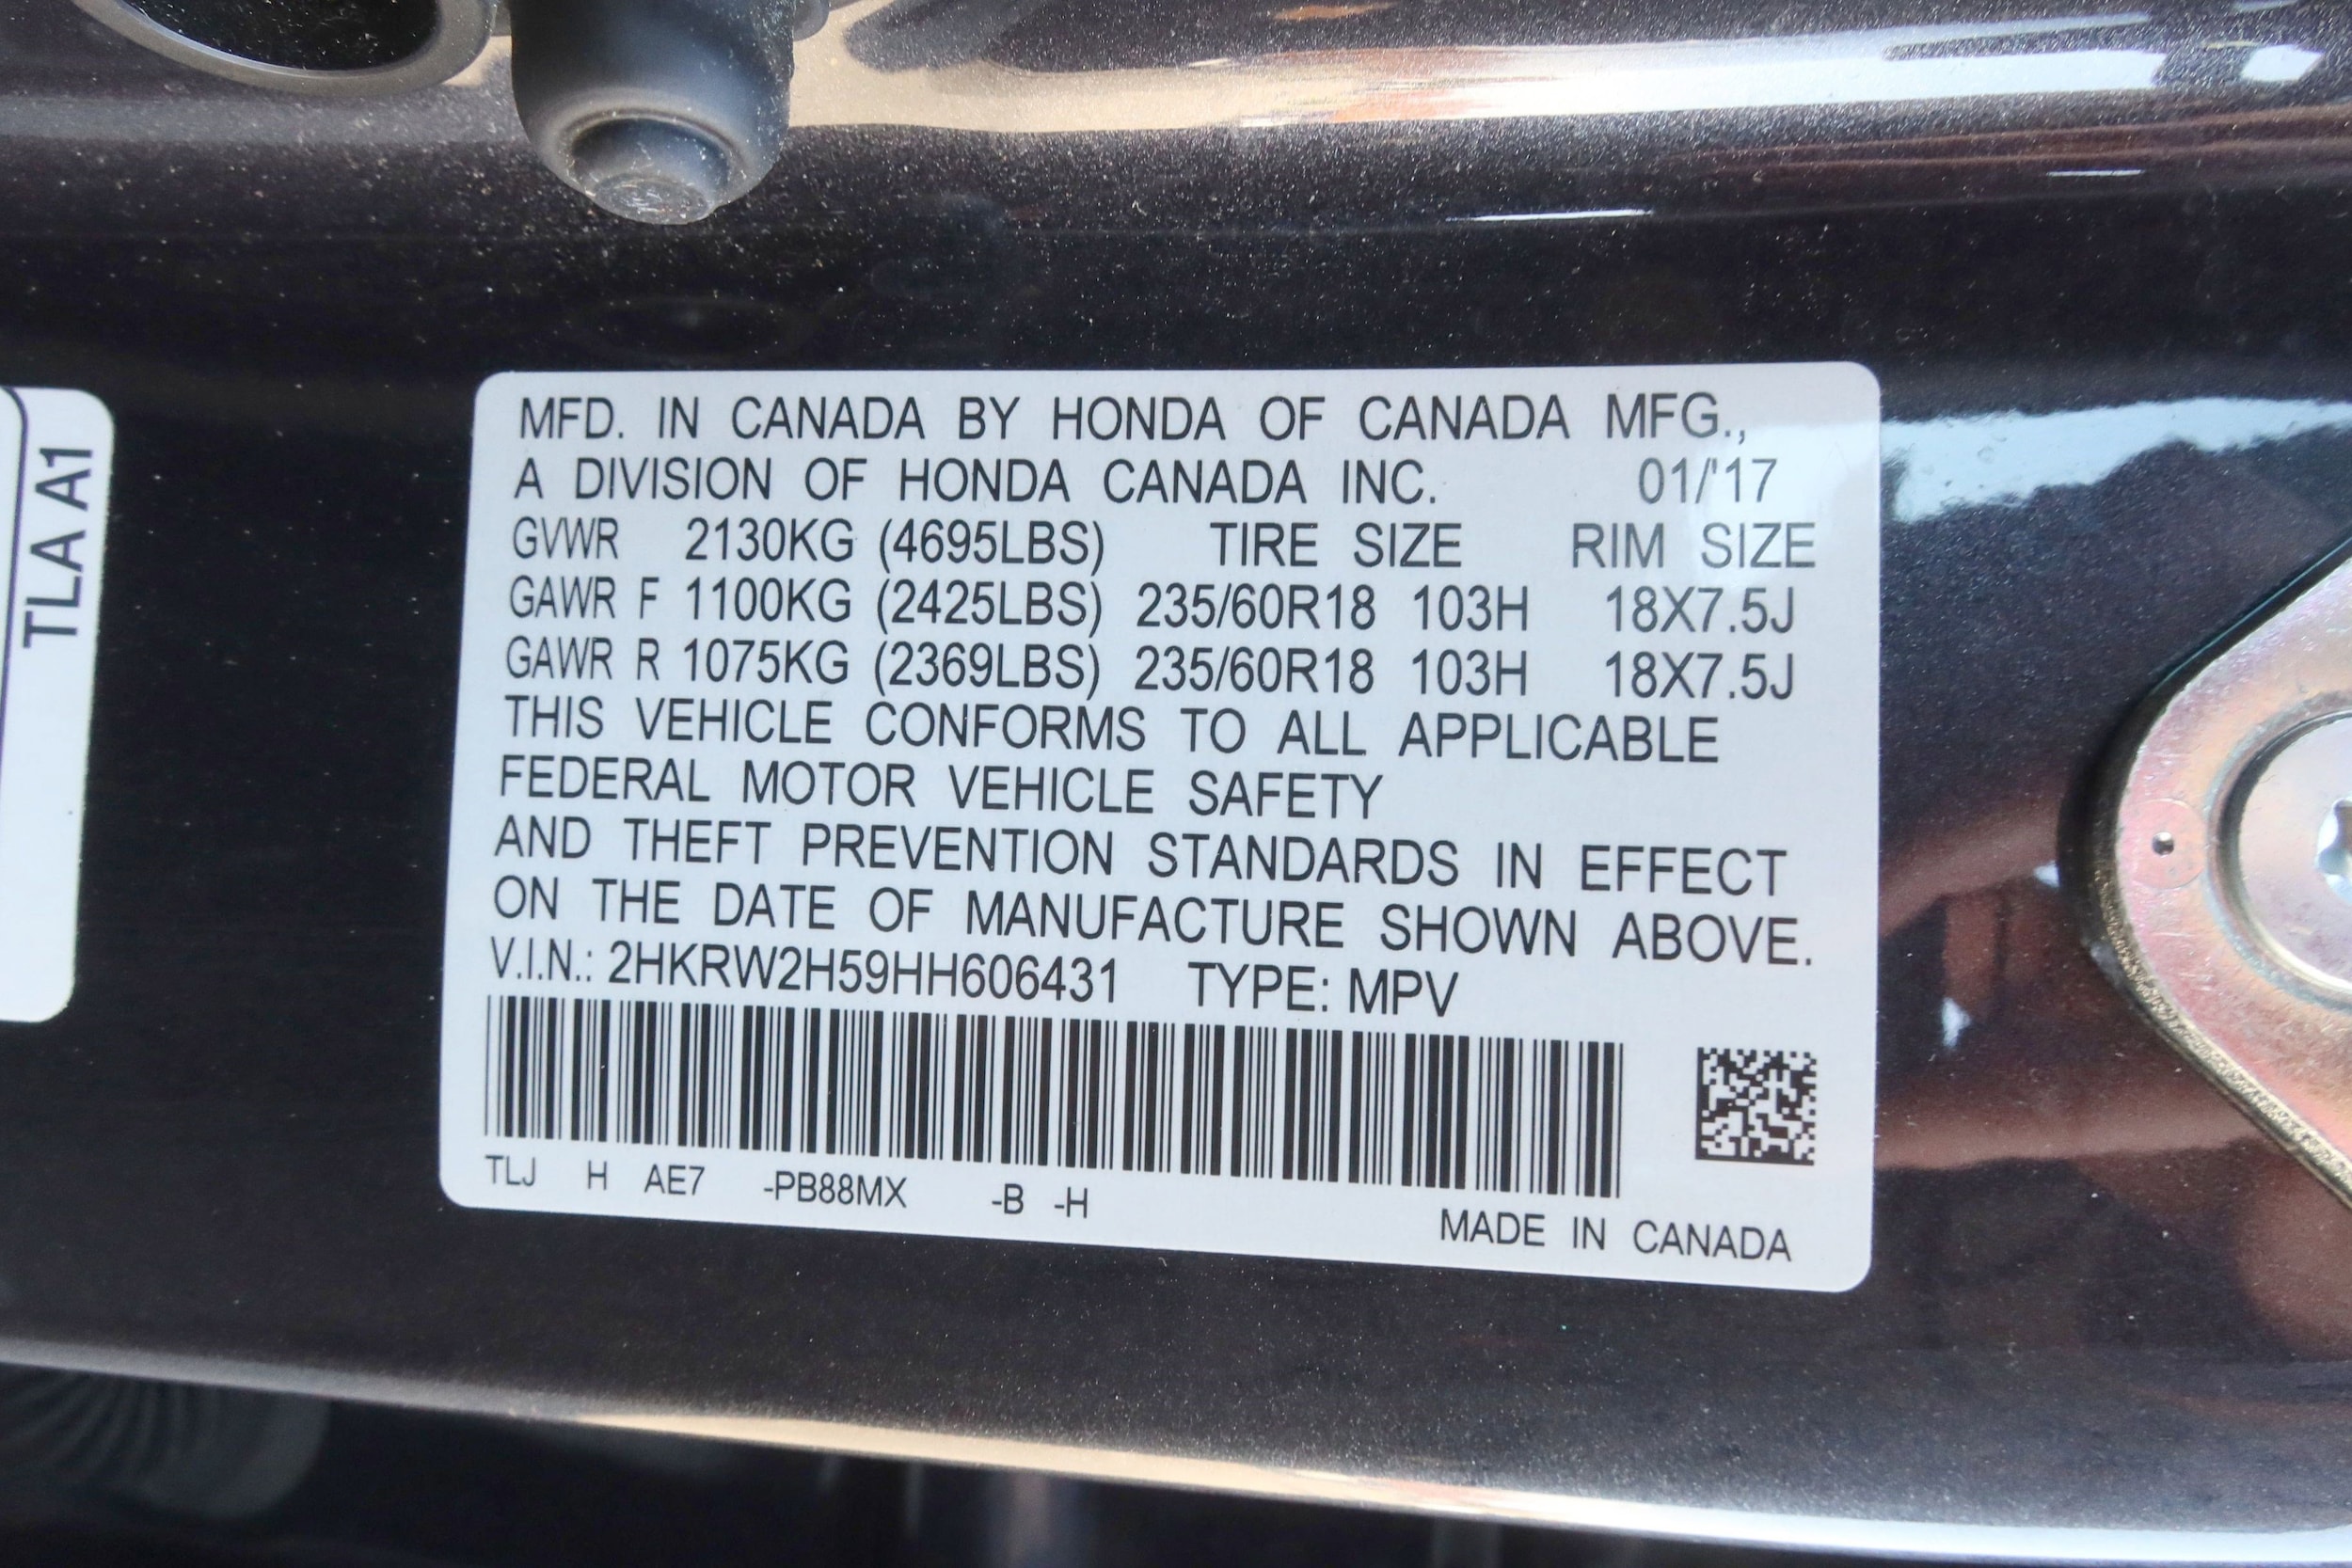 TLA A1
MFD. IN CANADA BY HONDA OF CANADA MFG.,
A DIVISION OF HONDA CANADA INC. 01/'17
GVWR 2130KG (4695LBS) TIRE SIZE RIM SIZE
GAWR F 1100KG (2425LBS) 235/60R18 103H 18X7.5J
GAWR R 1075KG (2369LBS) 235/60R18 103H 18X7.5J
THIS VEHICLE CONFORMS TO ALL APPLICABLE
FEDERAL MOTOR VEHICLE SAFETY
AND THEFT PREVENTION STANDARDS IN EFFECT
ON THE DATE OF MANUFACTURE SHOWN ABOVE.
V.I.N.: 2HKRW2H59HH606431 TYPE: MPV
TLJ H AE7 -PB88MX -B -H
MADE IN CANADA